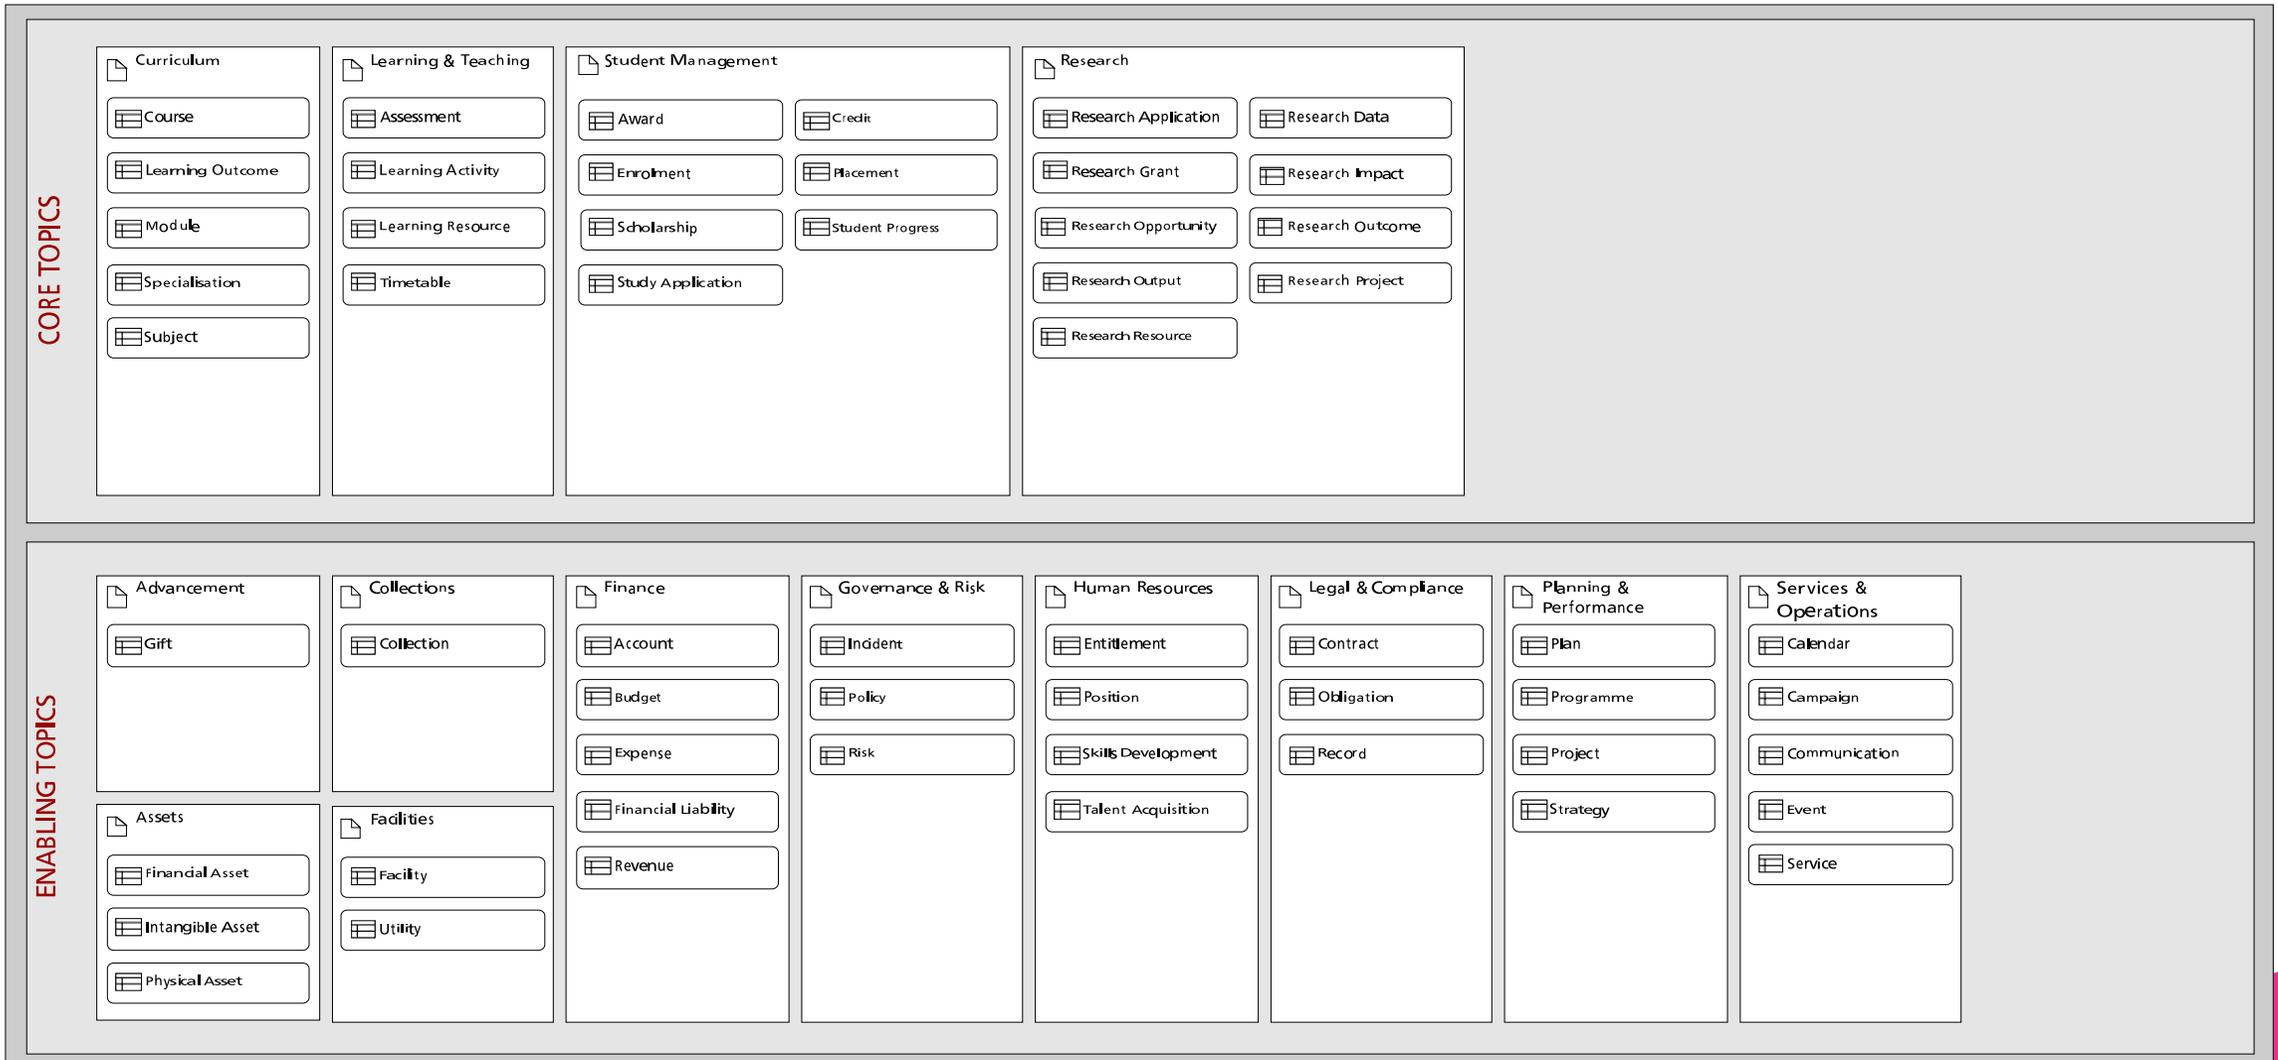 CORE TOPICS
Curriculum
Course
Learning Outcome
Module
Specialisation
Subject
Learning & Teaching
Assessment
Learning Activity
Learning Resource
Timetable
Student Management
Award
Credit
Enrolment
Placement
Scholarship
Student Progress
Study Application
Research
Research Application
Research Data
Research Grant
Research Impact
Research Opportunity
Research Outcome
Research Output
Research Project
Research Resource
ENABLING TOPICS
Advancement
Gift
Assets
Financial Asset
Intangible Asset
Physical Asset
Collections
Collection
Facilities
Facility
Utility
Finance
Account
Budget
Expense
Financial Liability
Revenue
Governance & Risk
Incident
Policy
Risk
Human Resources
Entitlement
Position
Skills Development
Talent Acquisition
Legal & Compliance
Contract
Obligation
Record
Planning &
Performance
Plan
Programme
Project
Strategy
Services &
Operations
Calendar
Campaign
Communication
Event
Service